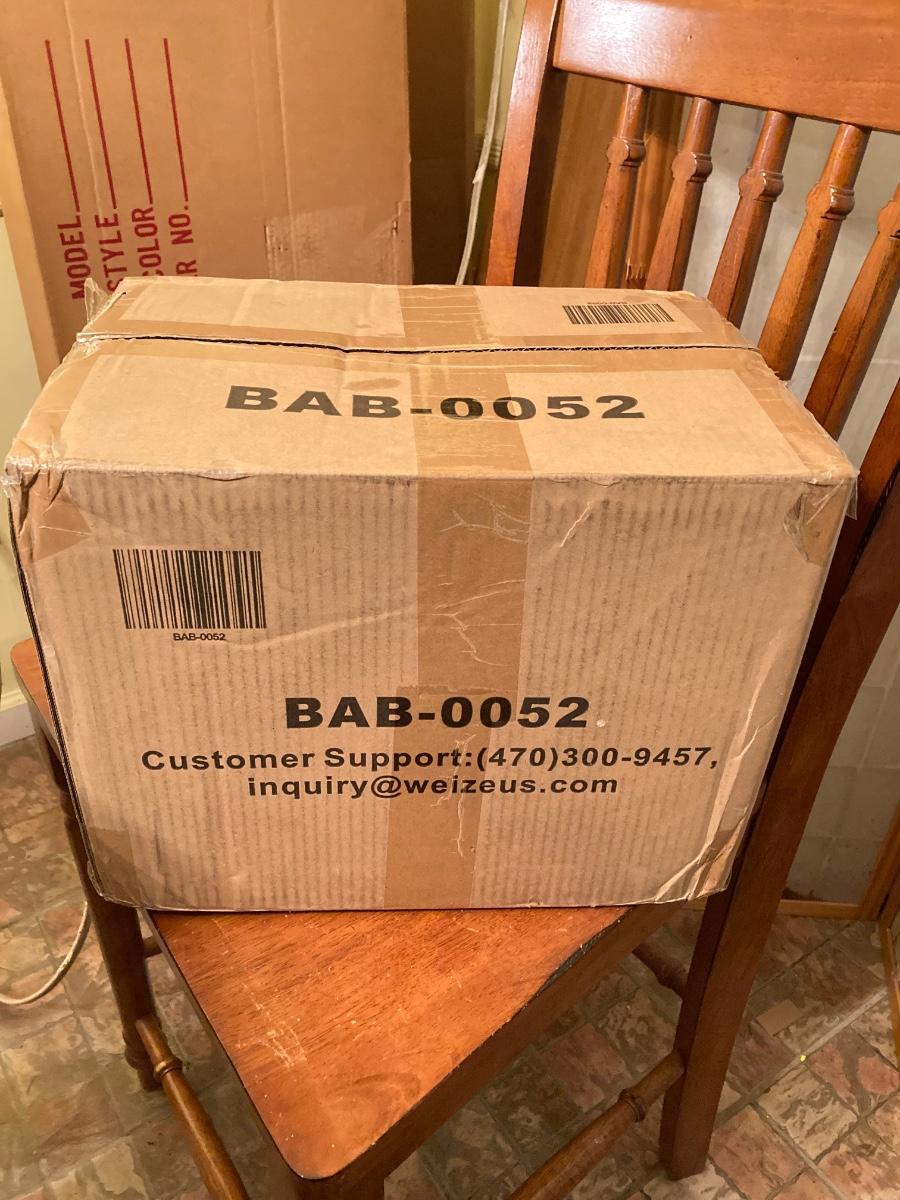 MODEL
STYLE
COLOR
R NO.
BAB-0052
BAB-0052
BAB-0052
Customer Support:(470)300-9457,
inquiry@weizeus.com